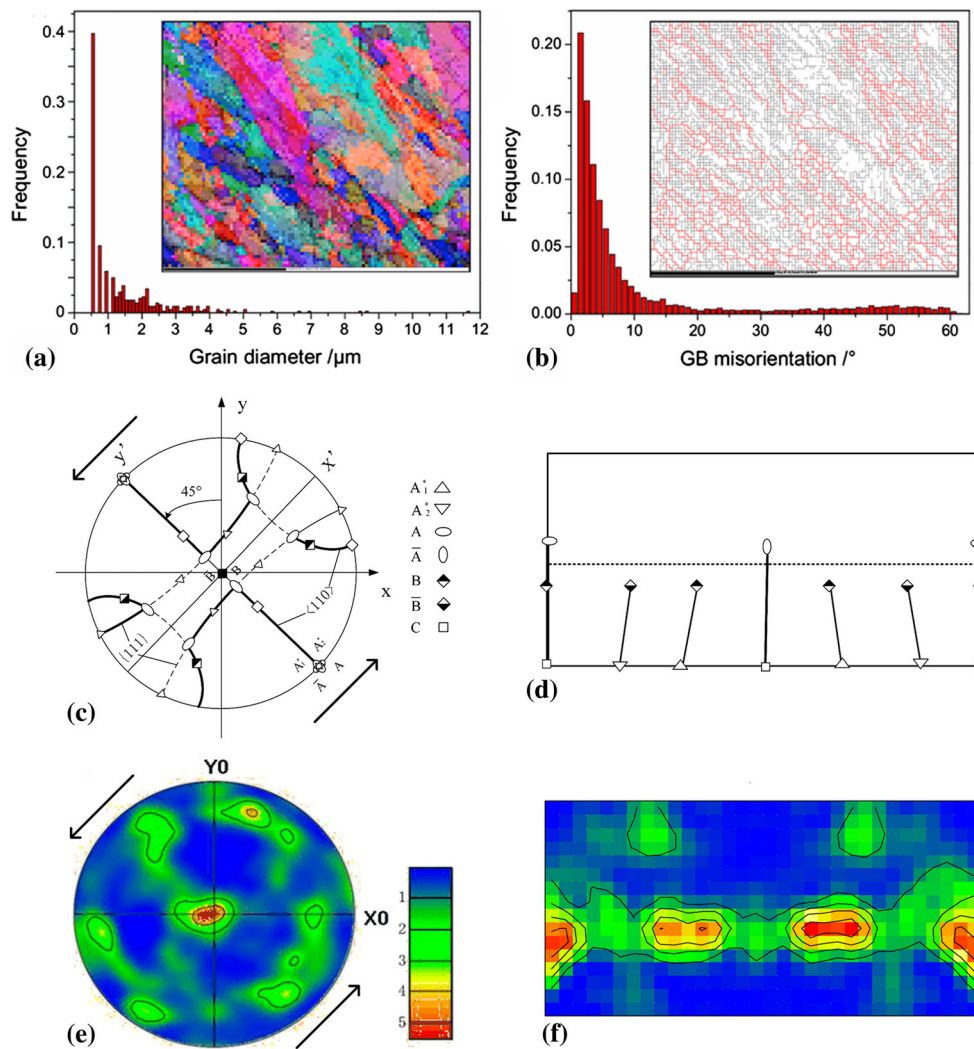 0.4
0.3
0.2
0.1
0
Frequency
0 1 2 3 4 5 6 7 8 9 10 11 12
Grain diameter /µm
(a)
0.20
0.15
0.10
0.05
0.00
Frequency
0 10 20 30 40 50 60
GB misorientation /°
(b)
y
y'
x'
45°
B B̄
x
⟨110⟩
{111}
A₁* A₂*
Ā A
A₁*
A₂*
A
Ā
B
B̄
C
(c)
(d)
Y0
X0
1
2
3
4
5
(e)
(f)